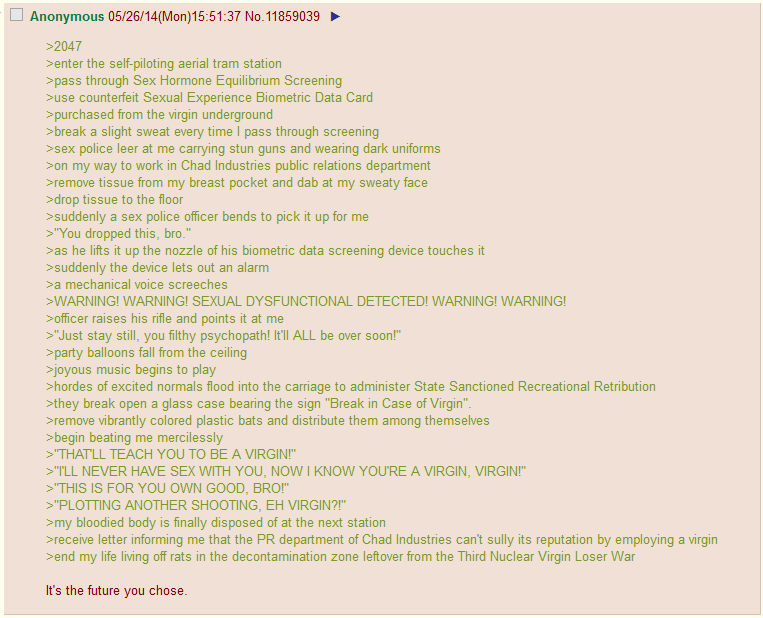 Anonymous 05/26/14(Mon)15:51:37 No.11859039 ▶
>2047
>enter the self-piloting aerial tram station
>pass through Sex Hormone Equilibrium Screening
>use counterfeit Sexual Experience Biometric Data Card
>purchased from the virgin underground
>break a slight sweat every time I pass through screening
>sex police leer at me carrying stun guns and wearing dark uniforms
>on my way to work in Chad Industries public relations department
>remove tissue from my breast pocket and dab at my sweaty face
>drop tissue to the floor
>suddenly a sex police officer bends to pick it up for me
>"You dropped this, bro."
>as he lifts it up the nozzle of his biometric data screening device touches it
>suddenly the device lets out an alarm
>a mechanical voice screeches
>WARNING! WARNING! SEXUAL DYSFUNCTIONAL DETECTED! WARNING! WARNING!
>officer raises his rifle and points it at me
>"Just stay still, you filthy psychopath! It'll ALL be over soon!"
>party balloons fall from the ceiling
>joyous music begins to play
>hordes of excited normals flood into the carriage to administer State Sanctioned Recreational Retribution
>they break open a glass case bearing the sign "Break in Case of Virgin".
>remove vibrantly colored plastic bats and distribute them among themselves
>begin beating me mercilessly
>"THAT'LL TEACH YOU TO BE A VIRGIN!"
>"I'LL NEVER HAVE SEX WITH YOU, NOW I KNOW YOU'RE A VIRGIN, VIRGIN!"
>"THIS IS FOR YOU OWN GOOD, BRO!"
>"PLOTTING ANOTHER SHOOTING, EH VIRGIN?!"
>my bloodied body is finally disposed of at the next station
>receive letter informing me that the PR department of Chad Industries can't sully its reputation by employing a virgin
>end my life living off rats in the decontamination zone leftover from the Third Nuclear Virgin Loser War
It's the future you chose.